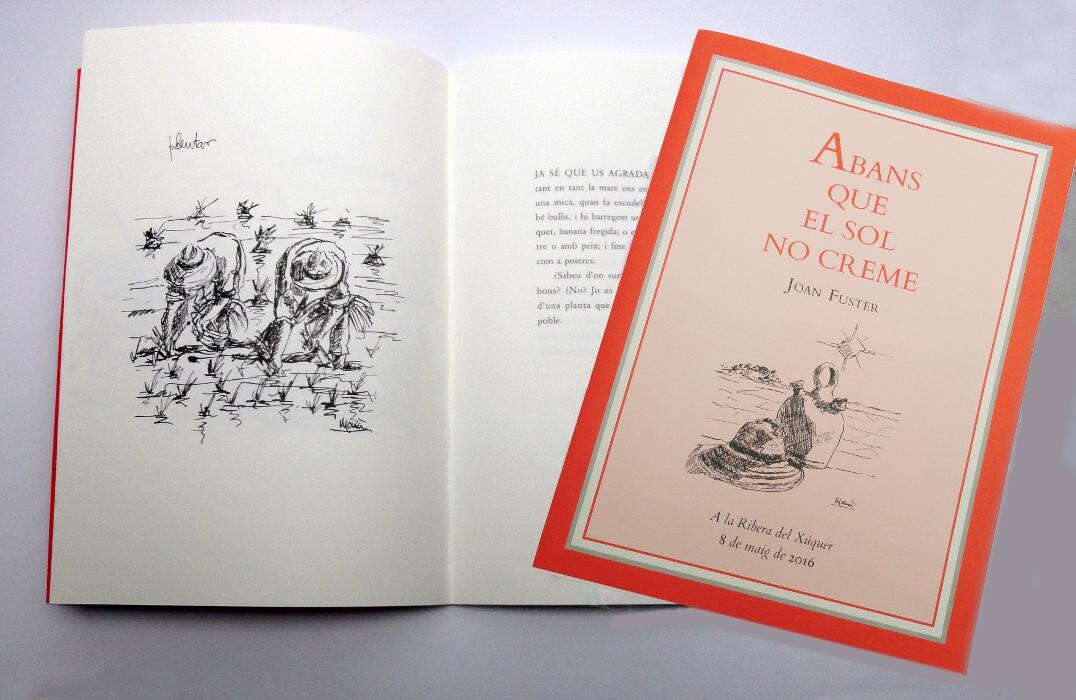 plantar
JA SÉ QUE US AGRADA
tant en tant la mare ens en
una mica, quan fa escudell
bé bullit, i hi barregem un
quet, banana fregida; o e
tre o amb peix; i fins
com a postres.
¿Sabeu d'on sur
bons? ¿No? Jo us
d'una planta que
poble.
ABANS
QUE
EL SOL
NO CREME
JOAN FUSTER
A la Ribera del Xúquer
8 de maig de 2016